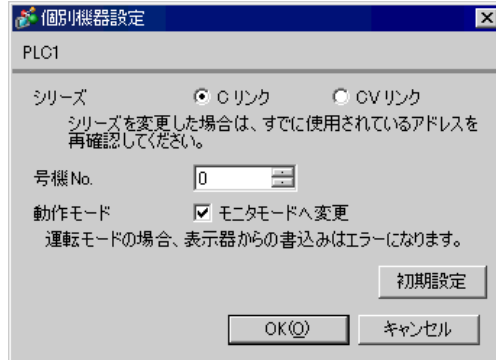 個別機器設定
PLC1
シリーズ Cリンク CVリンク
シリーズを変更した場合は、すでに使用されているアドレスを
再確認してください。
号機No. 0
動作モード モニタモードへ変更
運転モードの場合、表示器からの書込みはエラーになります。
初期設定
OK(O) キャンセル